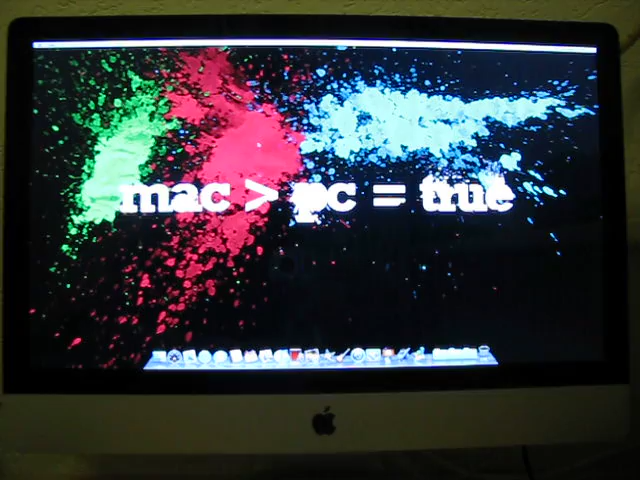 mac > pc = true